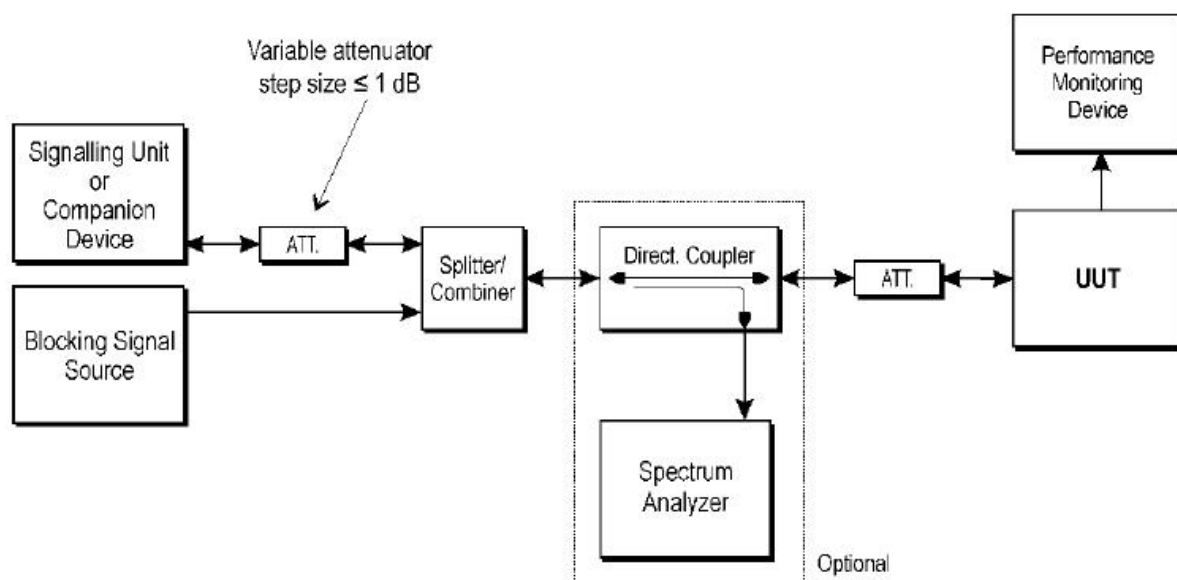 Variable attenuator
step size ≤ 1 dB
Performance
Monitoring
Device
Signalling Unit
or
Companion
Device
ATT.
Splitter/
Combiner
Direct. Coupler
ATT.
UUT
Blocking Signal
Source
Spectrum
Analyzer
Optional